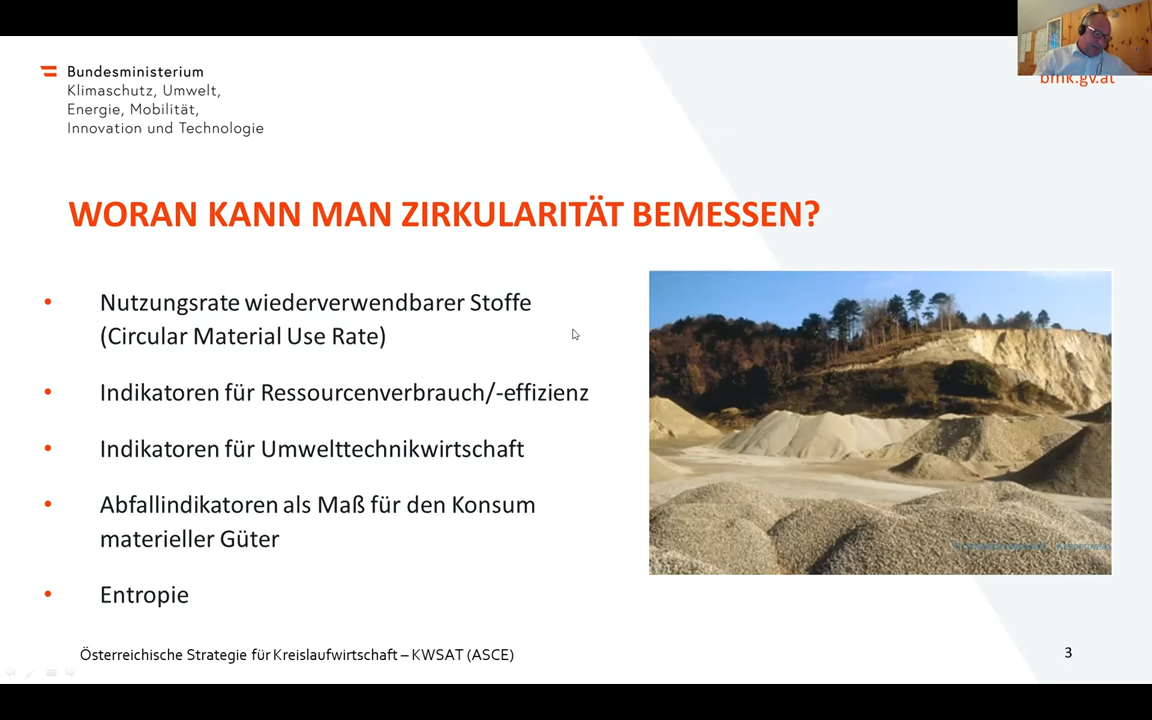 Bundesministerium
Klimaschutz, Umwelt,
Energie, Mobilität,
Innovation und Technologie
bmk.gv.at
WORAN KANN MAN ZIRKULARITÄT BEMESSEN?
• Nutzungsrate wiederverwendbarer Stoffe
(Circular Material Use Rate)
• Indikatoren für Ressourcenverbrauch/-effizienz
• Indikatoren für Umwelttechnikwirtschaft
• Abfallindikatoren als Maß für den Konsum
materieller Güter
• Entropie
Österreichische Strategie für Kreislaufwirtschaft – KWSAT (ASCE)
3